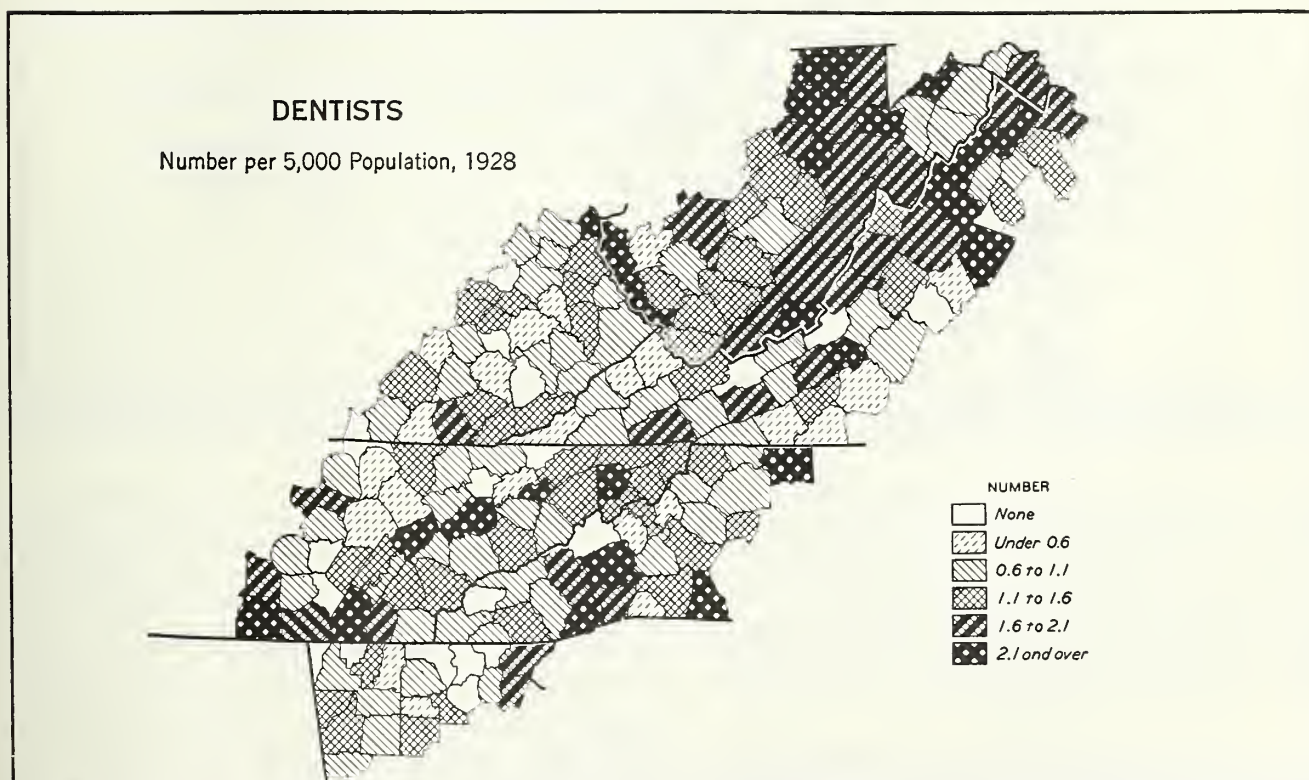 DENTISTS
Number per 5,000 Population, 1928
NUMBER
None
Under 0.6
0.6 to 1.1
1.1 to 1.6
1.6 to 2.1
2.1 and over